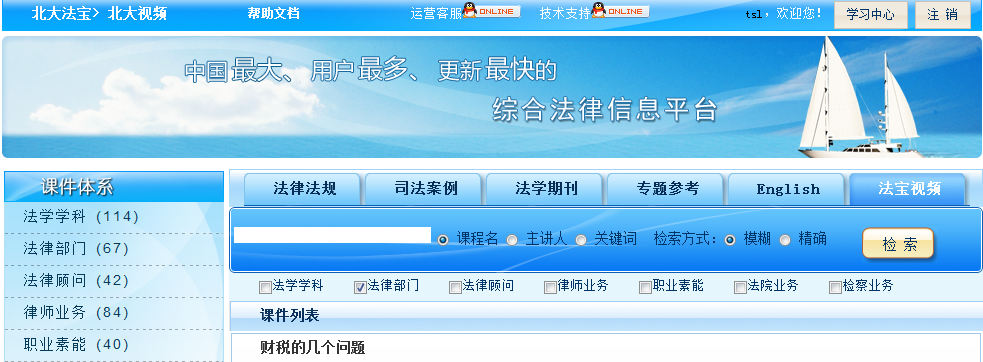 北大法宝> 北大视频 帮助文档 运营客服 ONLINE 技术支持 ONLINE tsl，欢迎您！ 学习中心 注 销
中国最大、用户最多、更新最快的
综合法律信息平台
课件体系
法学学科 (114)
法律部门 (67)
法律顾问 (42)
律师业务 (84)
职业素能 (40)
法律法规 司法案例 法学期刊 专题参考 English 法宝视频
课程名 主讲人 关键词 检索方式： 模糊 精确 检 索
法学学科 法律部门 法律顾问 律师业务 职业素能 法院业务 检察业务
课件列表
财税的几个问题